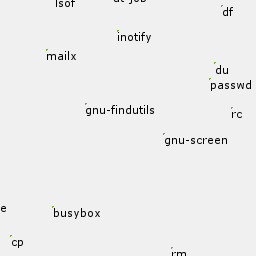 lsof
at-job
df
inotify
mailx
du
passwd
gnu-findutils
rc
gnu-screen
e
busybox
cp
rm